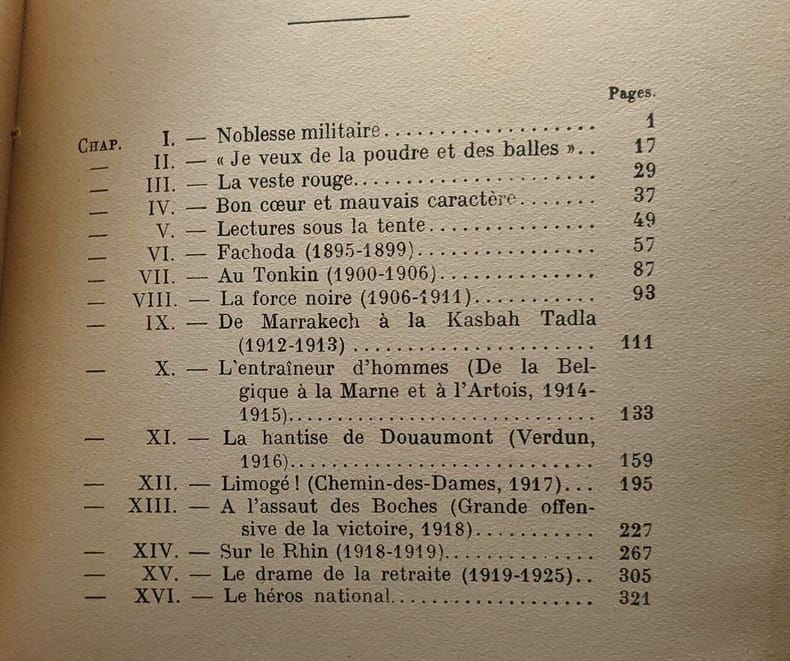 Pages.
CHAP. I. — Noblesse militaire.................... 1
— II. — « Je veux de la poudre et des balles ».. 17
— III. — La veste rouge...................... 29
— IV. — Bon cœur et mauvais caractère....... 37
— V. — Lectures sous la tente............... 49
— VI. — Fachoda (1895-1899)................ 57
— VII. — Au Tonkin (1900-1906).............. 87
— VIII. — La force noire (1906-1911)........... 93
— IX. — De Marrakech à la Kasbah Tadla
(1912-1913) ...................... 111
— X. — L'entraîneur d'hommes (De la Bel-
gique à la Marne et à l'Artois, 1914-
1915)............................ 133
— XI. — La hantise de Douaumont (Verdun,
1916)............................ 159
— XII. — Limogé ! (Chemin-des-Dames, 1917)... 195
— XIII. — A l'assaut des Boches (Grande offen-
sive de la victoire, 1918)........... 227
— XIV. — Sur le Rhin (1918-1919).............. 267
— XV. — Le drame de la retraite (1919-1925).. 305
— XVI. — Le héros national................... 321